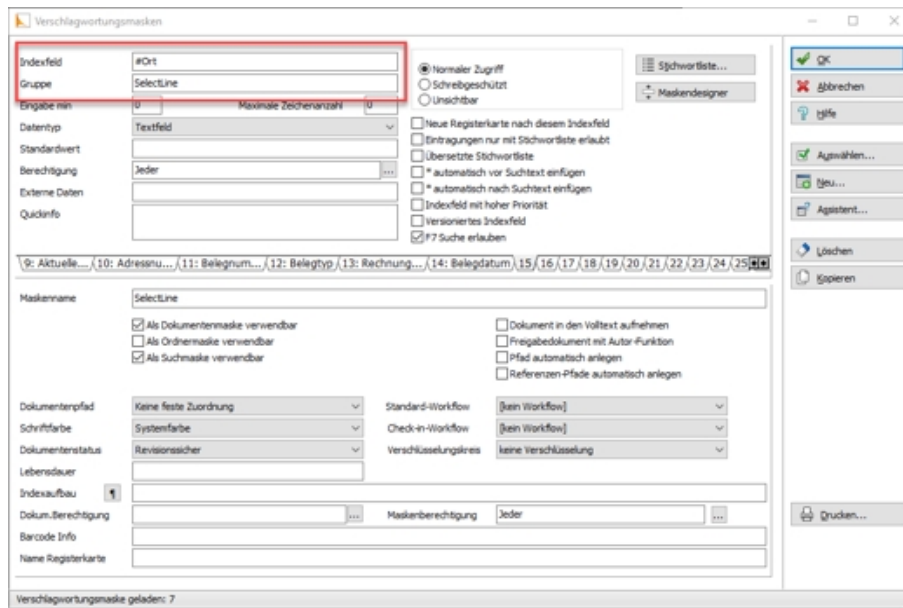 Verschlagwortungsmasken
Indexfeld #Ort
Gruppe SelectLine
Eingabe min 0 Maximale Zeichenanzahl 0
Datentyp Textfeld
Standardwert
Berechtigung Jeder ...
Externe Daten
Quickinfo
Normaler Zugriff
Schreibgeschützt
Unsichtbar
Stichwortliste...
Maskendesigner
Neue Registerkarte nach diesem Indexfeld
Eintragungen nur mit Stichwortliste erlaubt
Übersetzte Stichwortliste
* automatisch vor Suchtext einfügen
* automatisch nach Suchtext einfügen
Indexfeld mit hoher Priorität
Versioniertes Indexfeld
F7 Suche erlauben
OK
Abbrechen
Hilfe
Auswählen...
Neu...
Assistent...
Löschen
Kopieren
9: Aktuelle... 10: Adressnu... 11: Belegnum... 12: Belegtyp 13: Rechnung... 14: Belegdatum 15 16 17 18 19 20 21 22 23 24 25
Maskenname SelectLine
Als Dokumentenmaske verwendbar
Als Ordnermaske verwendbar
Als Suchmaske verwendbar
Dokument in den Volltext aufnehmen
Freigabedokument mit Autor-Funktion
Pfad automatisch anlegen
Referenzen-Pfade automatisch anlegen
Dokumentenpfad Keine feste Zuordnung Standard-Workflow [kein Workflow]
Schriftfarbe Systemfarbe Check-in-Workflow [kein Workflow]
Dokumentenstatus Revisionssicher Verschlüsselungskreis keine Verschlüsselung
Lebensdauer
Indexaufbau ¶
Dokum.Berechtigung ... Maskenberechtigung Jeder ...
Barcode Info
Name Registerkarte
Drucken...
Verschlagwortungsmaske geladen: 7